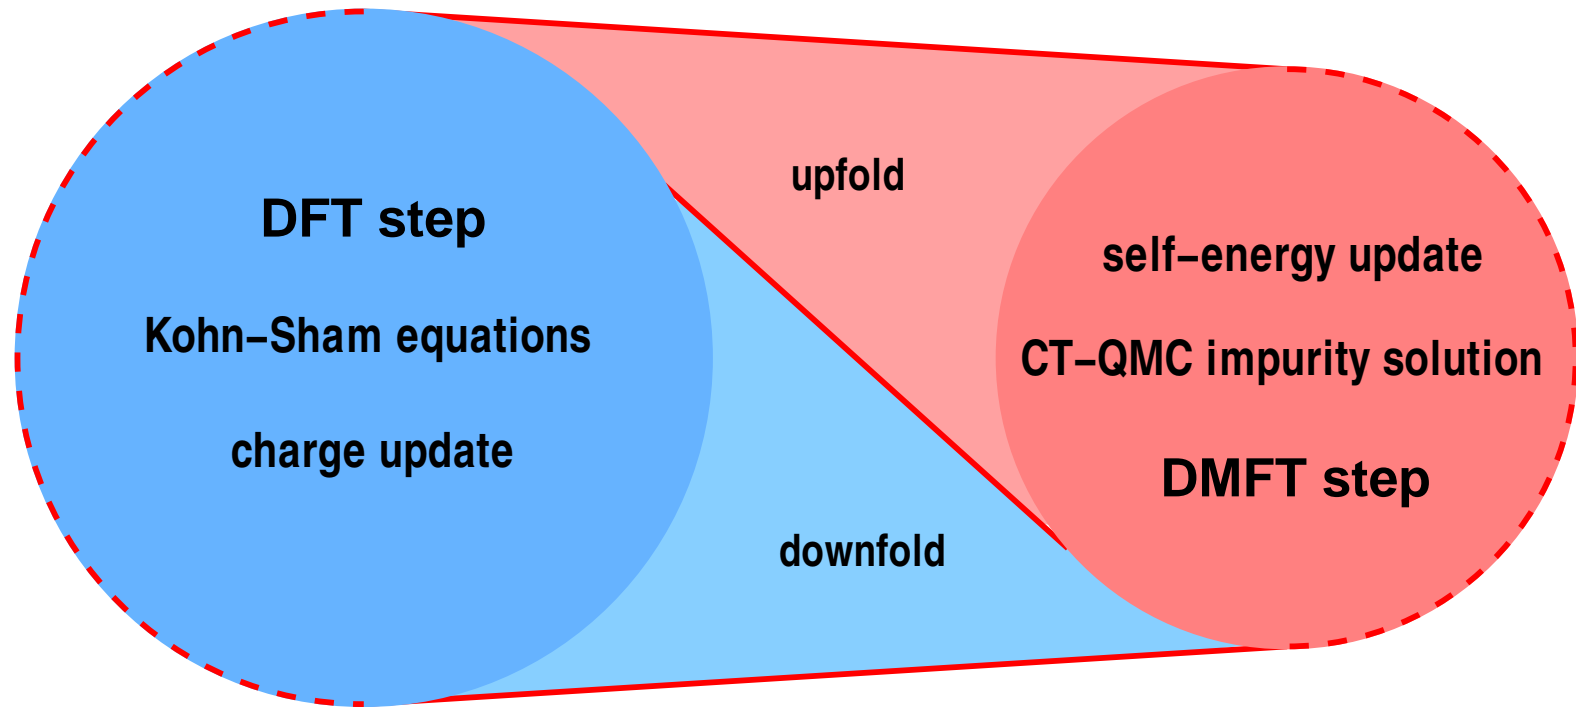 DFT step
Kohn–Sham equations
charge update
upfold
downfold
self–energy update
CT–QMC impurity solution
DMFT step